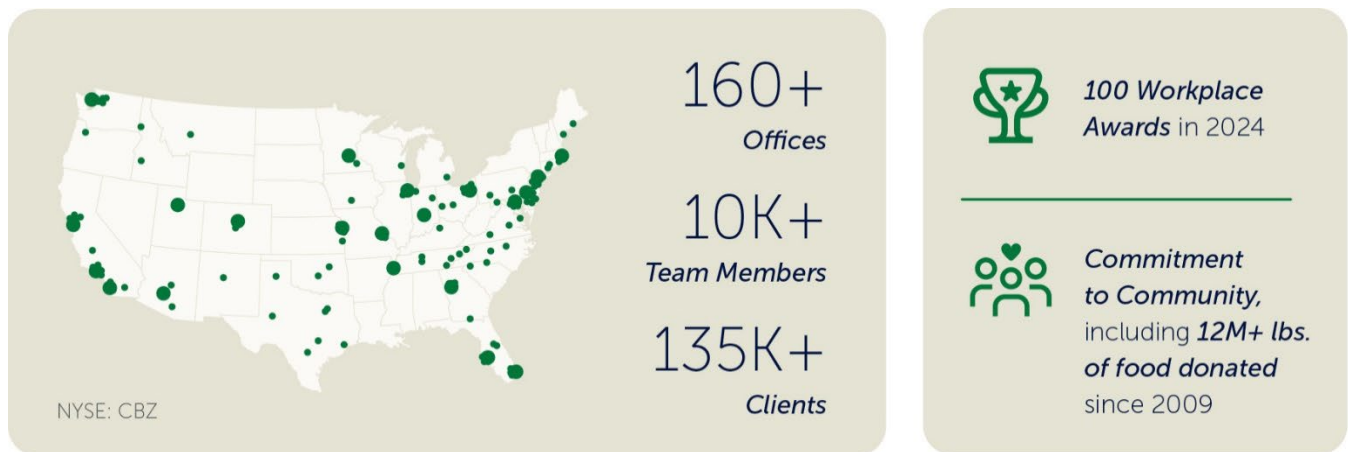 160+
Offices
10K+
Team Members
135K+
Clients
NYSE: CBZ
100 Workplace
Awards in 2024
Commitment
to Community,
including 12M+ lbs.
of food donated
since 2009